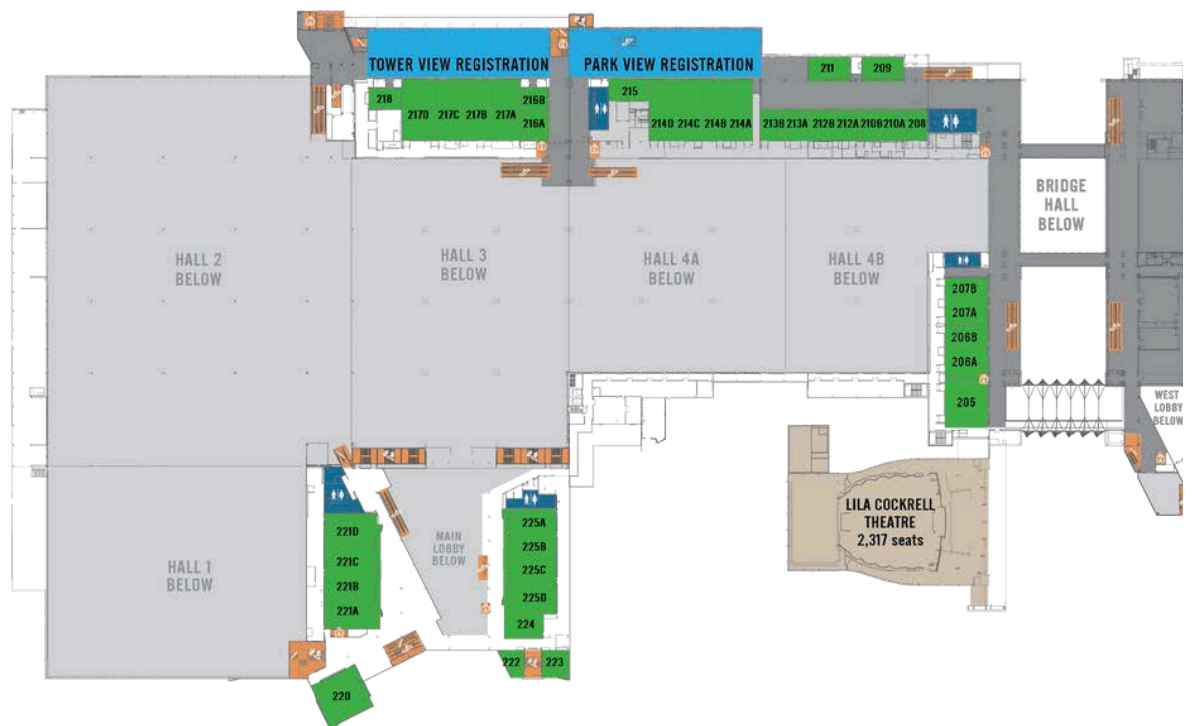 TOWER VIEW REGISTRATION
PARK VIEW REGISTRATION
211
209
218
217D
217C
217B
217A
216B
216A
215
214D
214C
214B
214A
213B
213A
212B
212A
210B
210A
208
HALL 2
BELOW
HALL 3
BELOW
HALL 4A
BELOW
HALL 4B
BELOW
BRIDGE
HALL
BELOW
207B
207A
206B
206A
205
WEST
LOBBY
BELOW
LILA COCKRELL
THEATRE
2,317 seats
HALL 1
BELOW
221D
221C
221B
221A
MAIN
LOBBY
BELOW
225A
225B
225C
225D
224
222
223
220